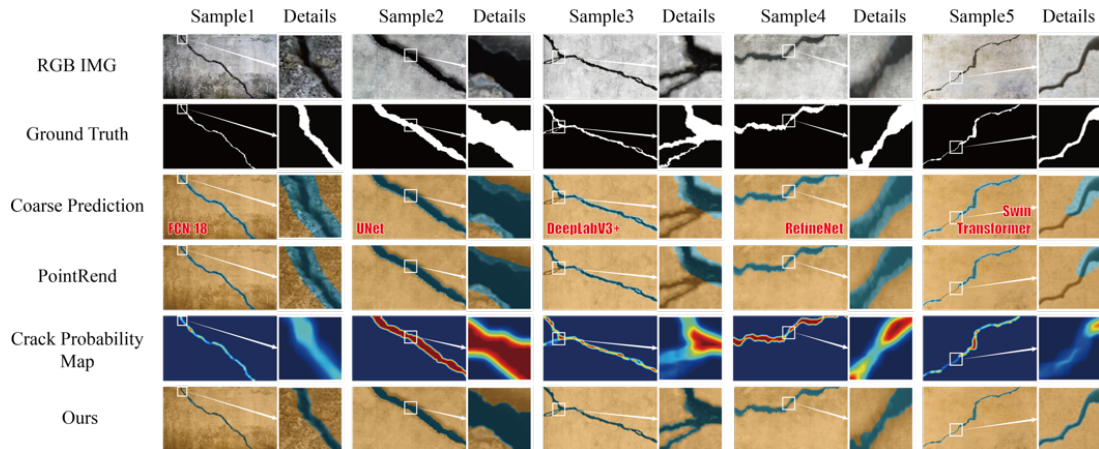 Sample1 Details Sample2 Details Sample3 Details Sample4 Details Sample5 Details
RGB IMG
Ground Truth
Coarse Prediction
FCN-18 UNet DeepLabV3+ RefineNet Swin
Transformer
PointRend
Crack Probability
Map
Ours